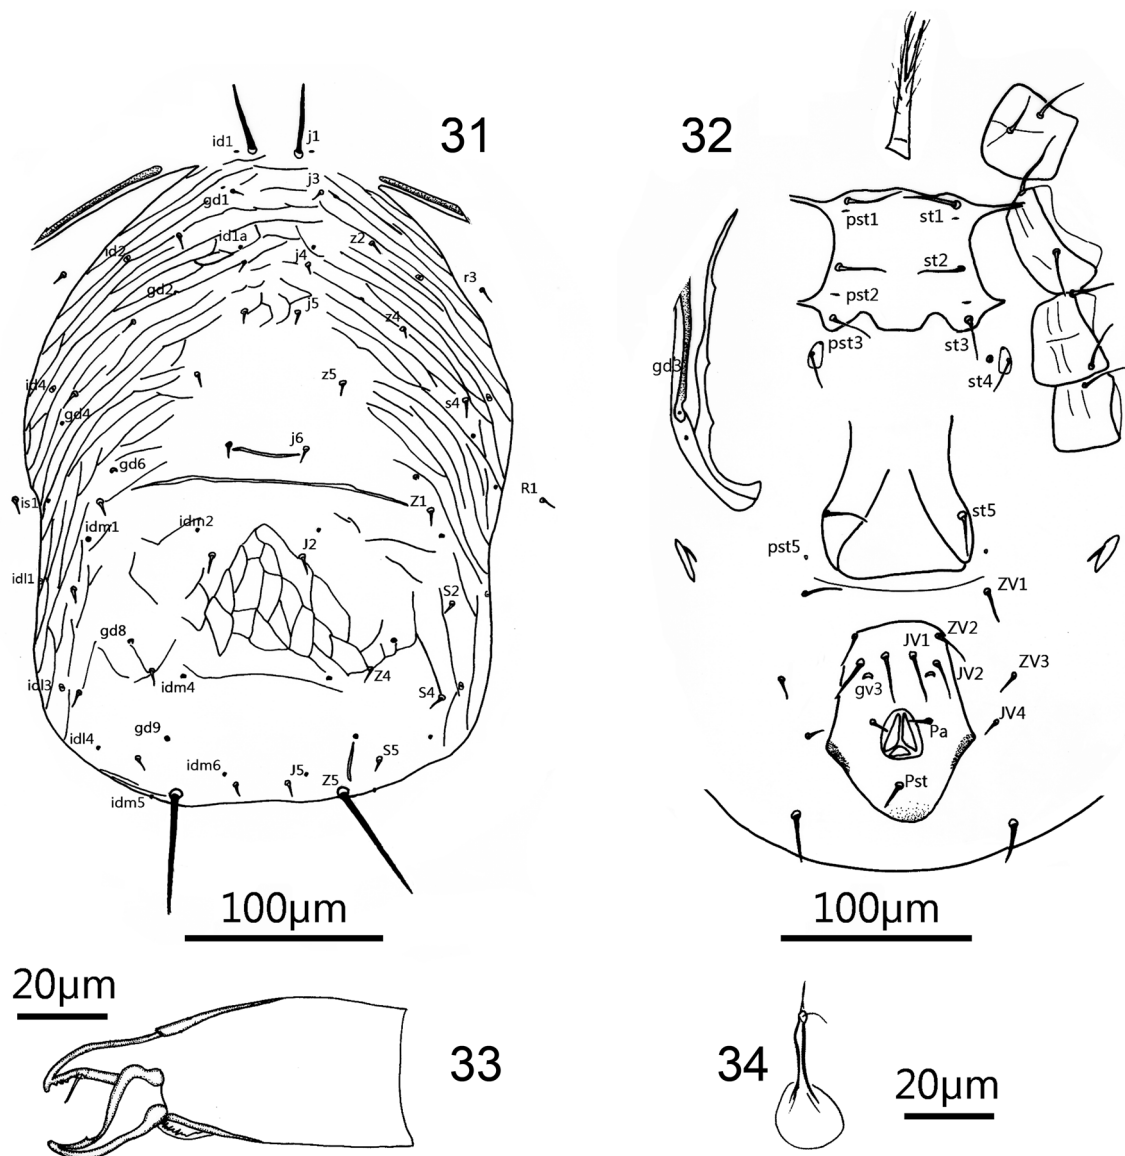 31
id1
j1
gd1
j3
id1a
z2
id2
j4
r3
gd2
j5
z4
id4
z5
gd4
s4
j6
gd6
is1
R1
Z1
idm1
idm2
J2
idl1
S2
gd8
Z4
idl3
idm4
S4
gd9
idl4
S5
idm6
J5
Z5
idm5
100μm
32
pst1
st1
st2
pst2
pst3
st3
gd3
st4
st5
pst5
ZV1
ZV2
JV1
ZV3
JV2
gv3
JV4
Pa
Pst
100μm
20μm
33
34
20μm